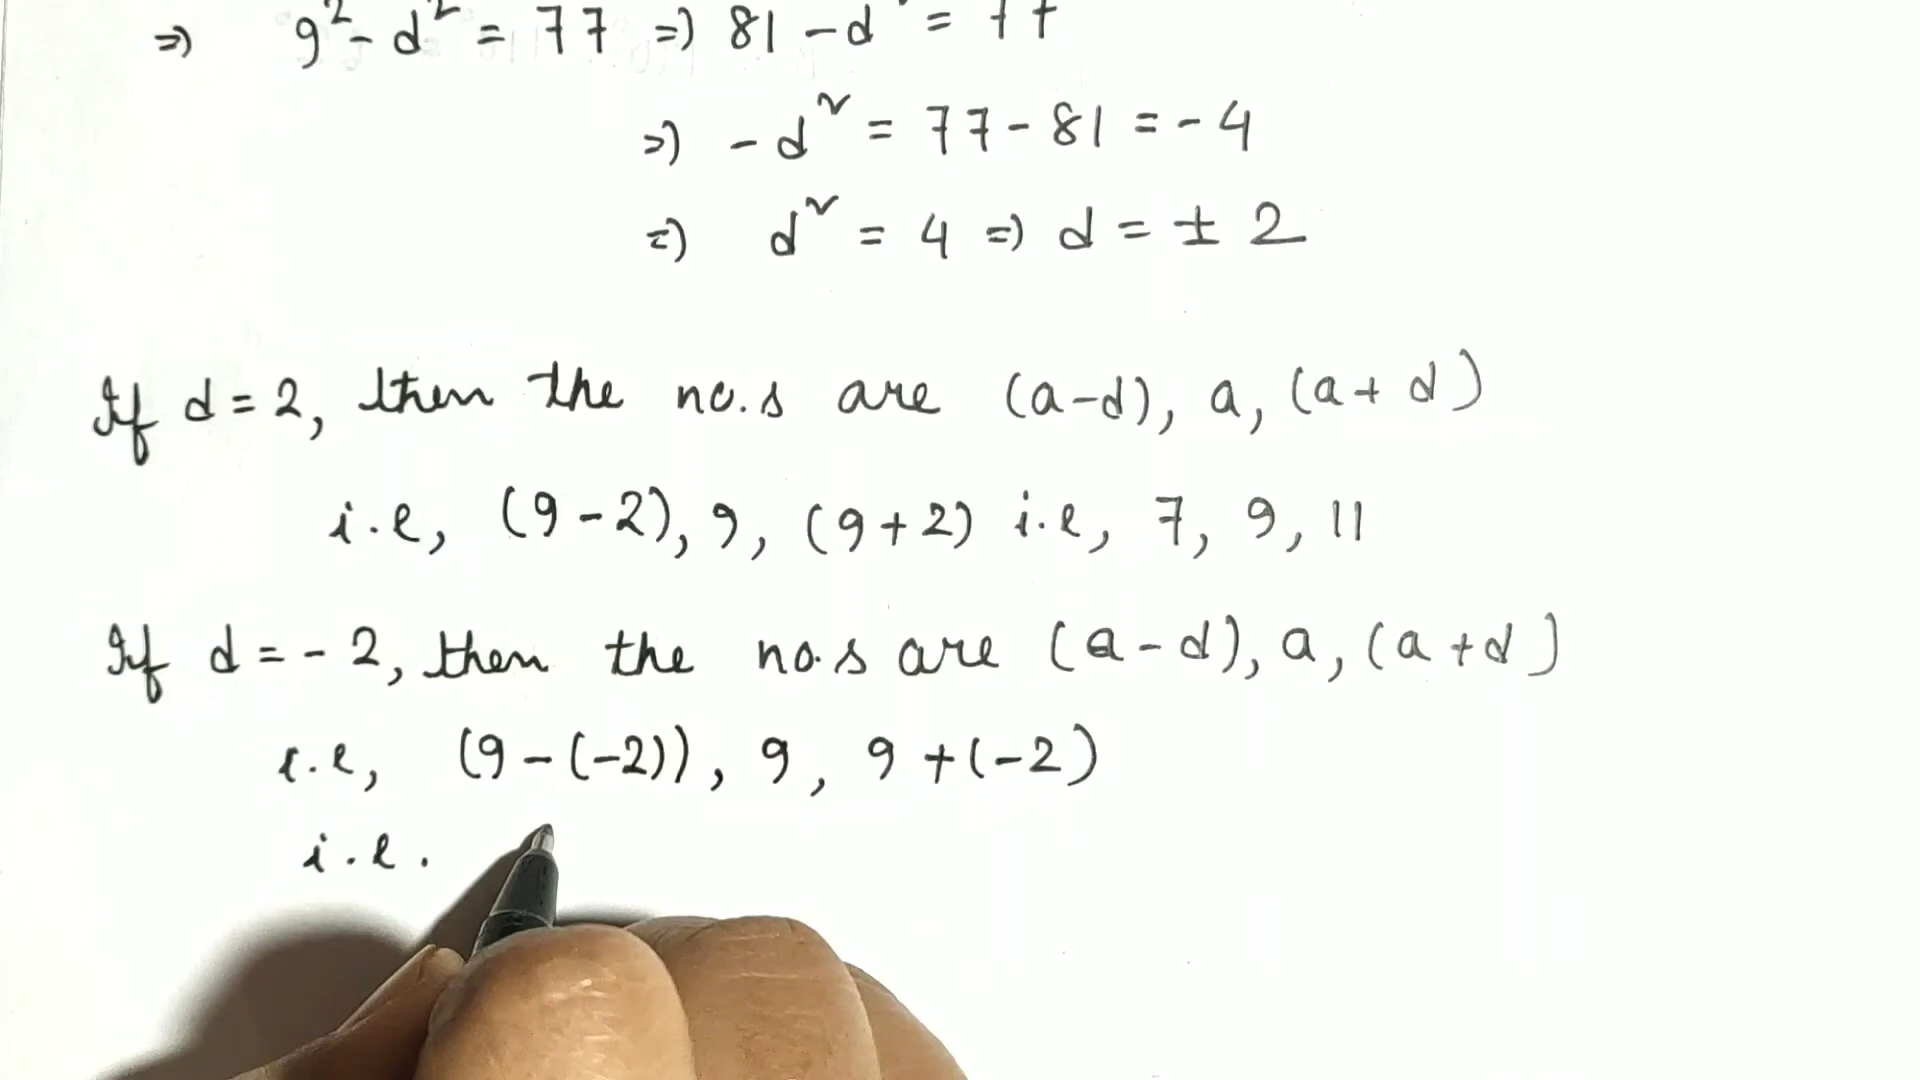 => 9² - d² = 77 => 81 - d² = 77
=> - d² = 77 - 81 = - 4
=> d² = 4 => d = ± 2
If d = 2, then the no.s are (a-d), a, (a+d)
i.e, (9-2), 9, (9+2) i.e, 7, 9, 11
If d = - 2, then the no.s are (a-d), a, (a+d)
i.e, (9-(-2)), 9, 9+(-2)
i.e.